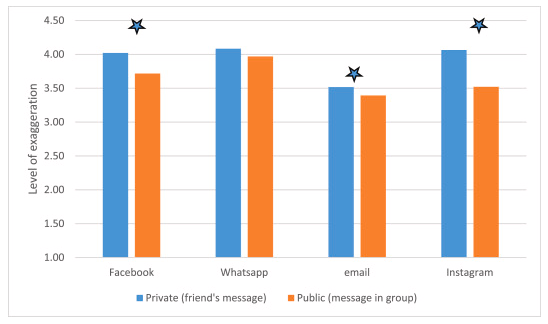 4.50
4.00
3.50
3.00
2.50
2.00
1.50
1.00
Level of exaggeration
Facebook Whatsapp email Instagram
Private (friend's message) Public (message in group)